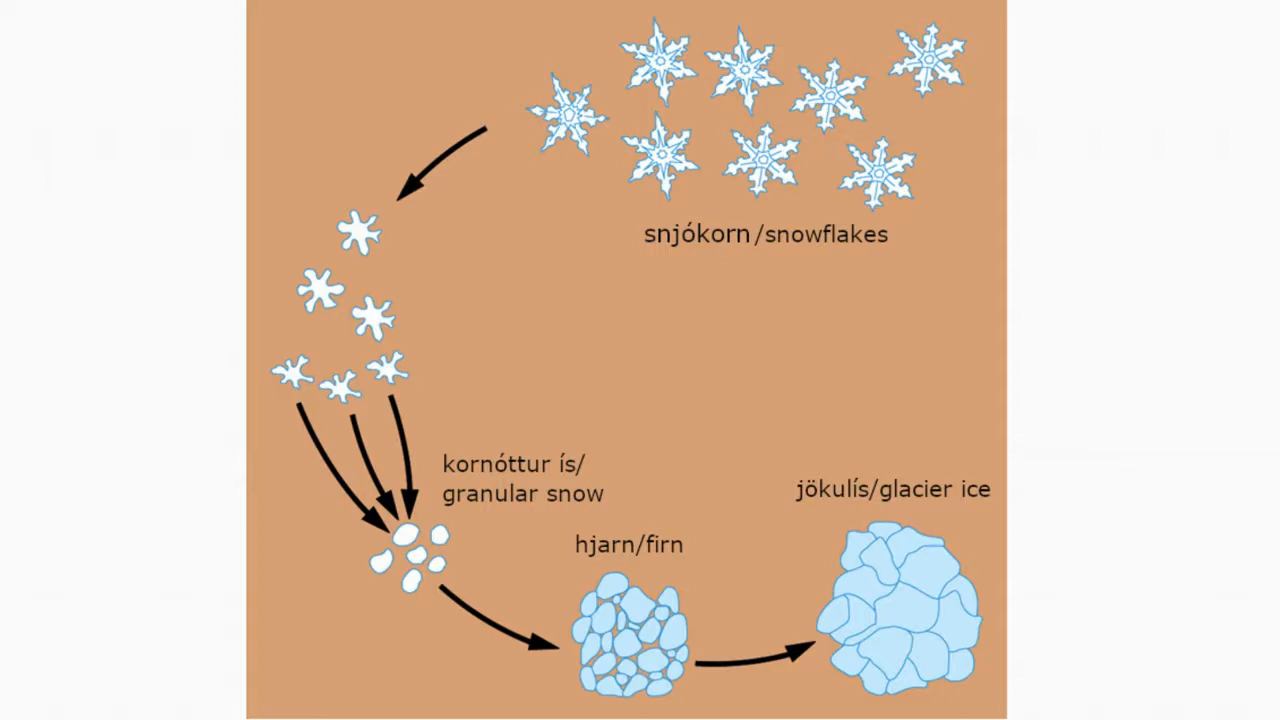 snjókorn/snowflakes
kornóttur ís/
granular snow
jökulís/glacier ice
hjarn/firn